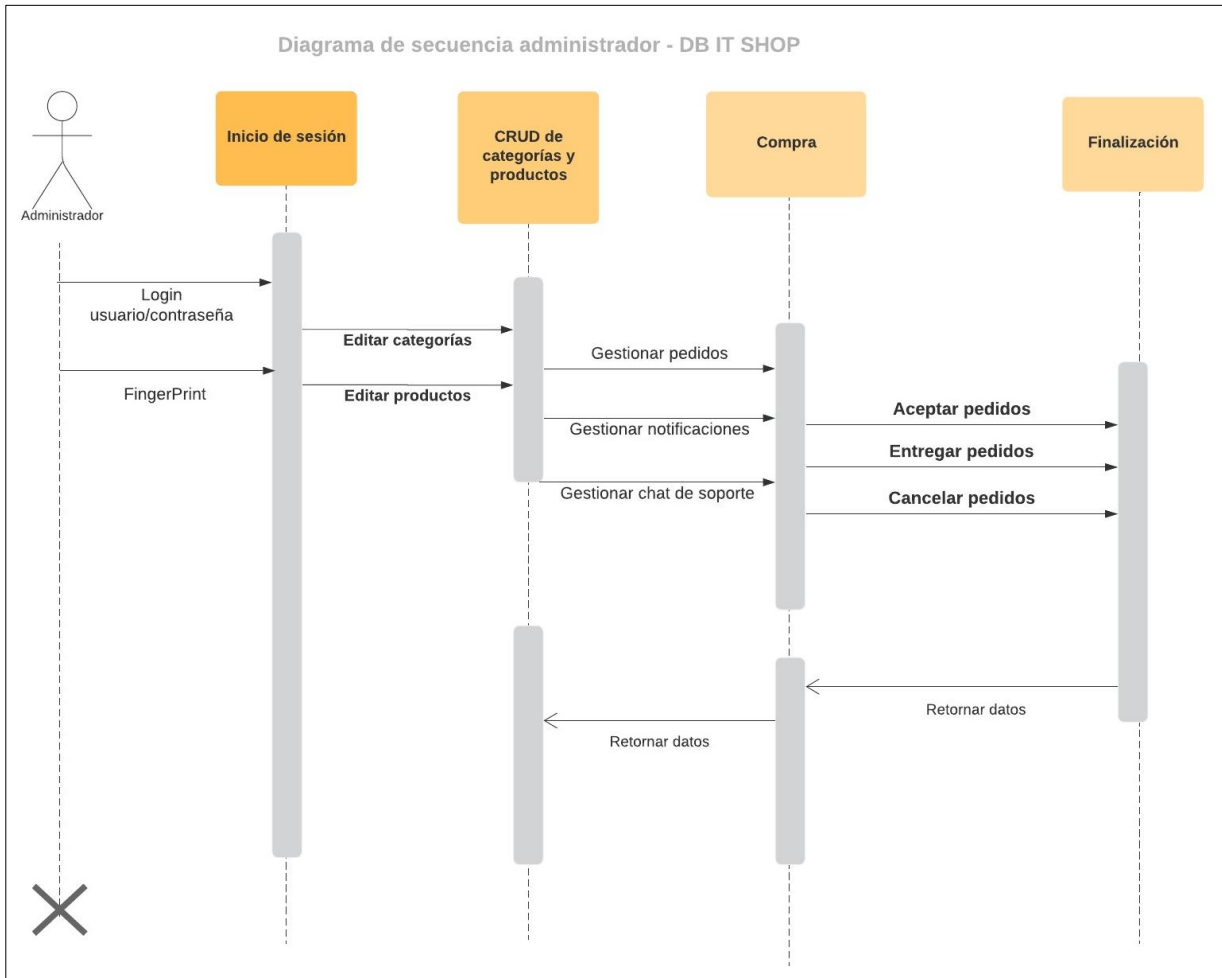 Diagrama de secuencia administrador - DB IT SHOP
Administrador
Inicio de sesión
CRUD de
categorías y
productos
Compra
Finalización
Login
usuario/contraseña
FingerPrint
Editar categorías
Editar productos
Gestionar pedidos
Gestionar notificaciones
Gestionar chat de soporte
Aceptar pedidos
Entregar pedidos
Cancelar pedidos
Retornar datos
Retornar datos